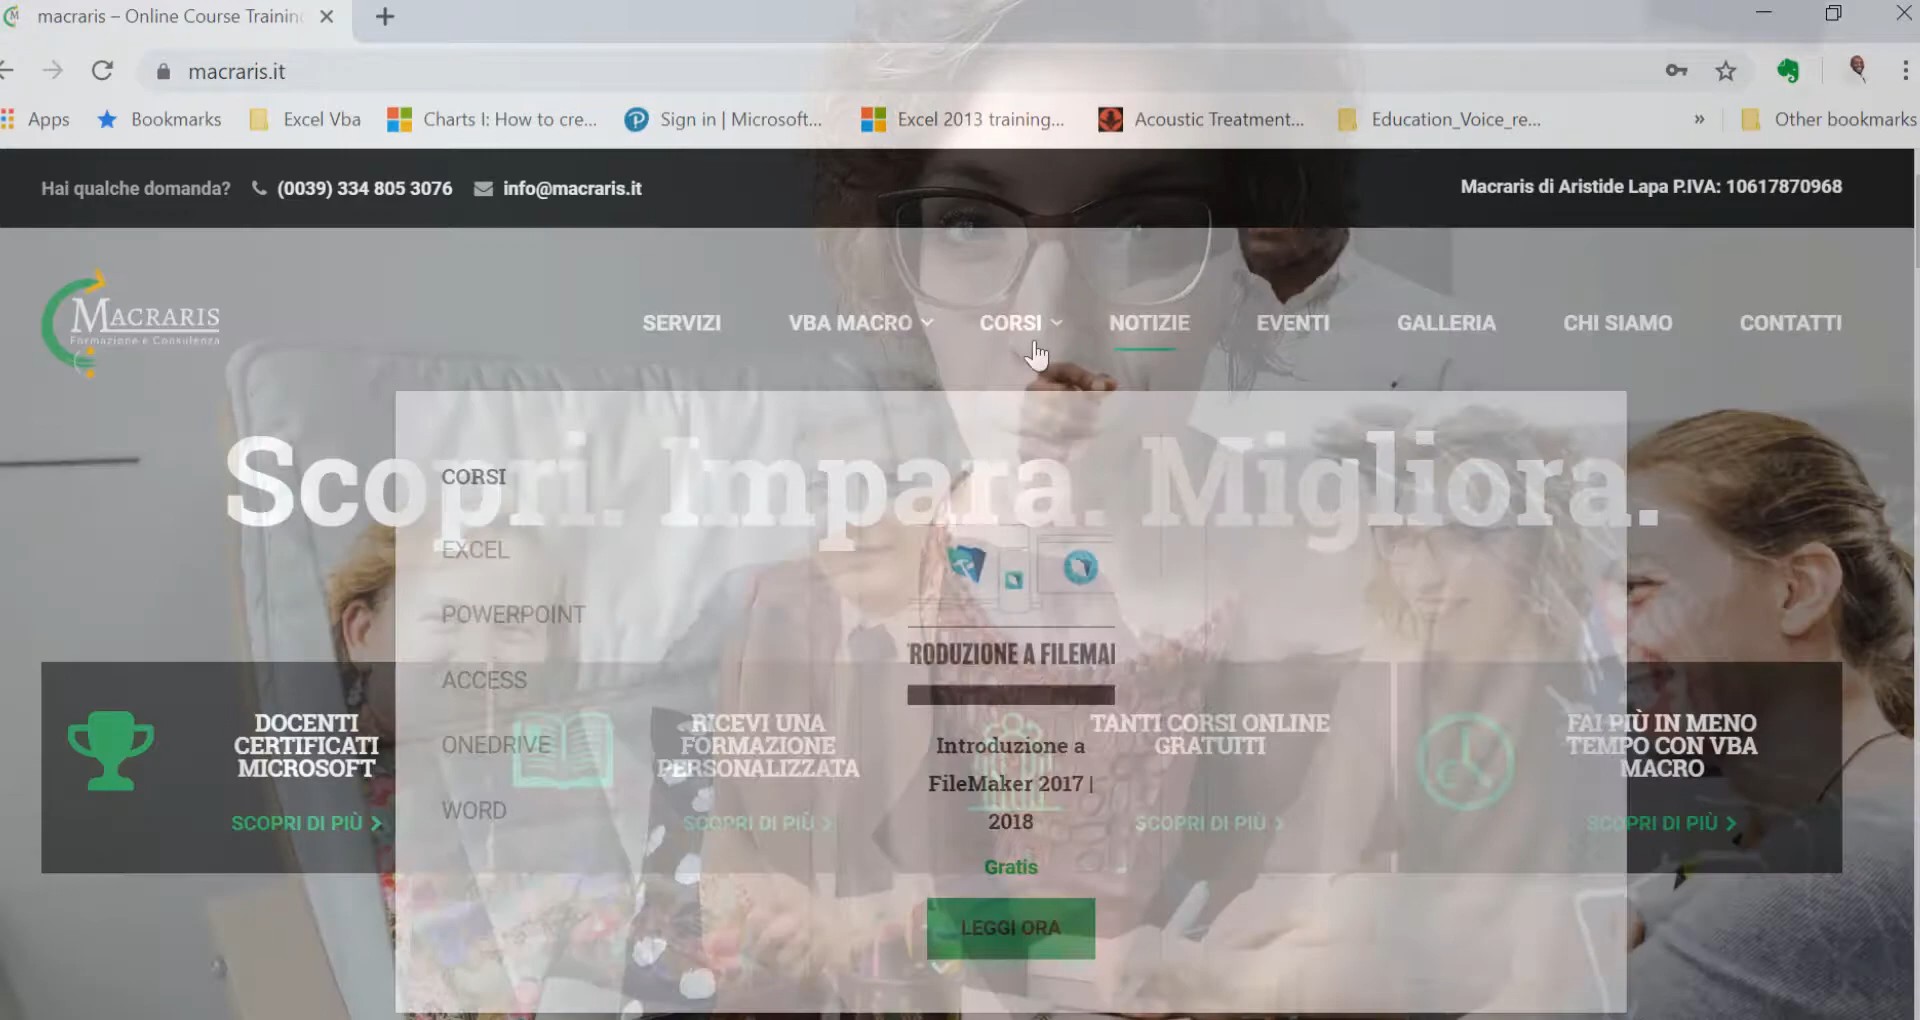 macraris – Online Course Training
macraris.it
Apps
Bookmarks
Excel Vba
Charts I: How to cre...
Sign in | Microsoft...
Excel 2013 training...
Acoustic Treatment...
Education_Voice_re...
»
Other bookmarks
Hai qualche domanda? (0039) 334 805 3076 info@macraris.it
Macraris di Aristide Lapa P.IVA: 10617870968
MACRARIS
Formazione e Consulenza
SERVIZI
VBA MACRO
CORSI
NOTIZIE
EVENTI
GALLERIA
CHI SIAMO
CONTATTI
Scopri. Impara. Migliora.
CORSI
EXCEL
POWERPOINT
ACCESS
ONEDRIVE
WORD
RODUZIONE A FILEMA
Introduzione a
FileMaker 2017 |
2018
Gratis
LEGGI ORA
DOCENTI
CERTIFICATI
MICROSOFT
SCOPRI DI PIÙ
RICEVI UNA
FORMAZIONE
PERSONALIZZATA
SCOPRI DI PIÙ
TANTI CORSI ONLINE
GRATUITI
SCOPRI DI PIÙ
FAI PIÙ IN MENO
TEMPO CON VBA
MACRO
SCOPRI DI PIÙ